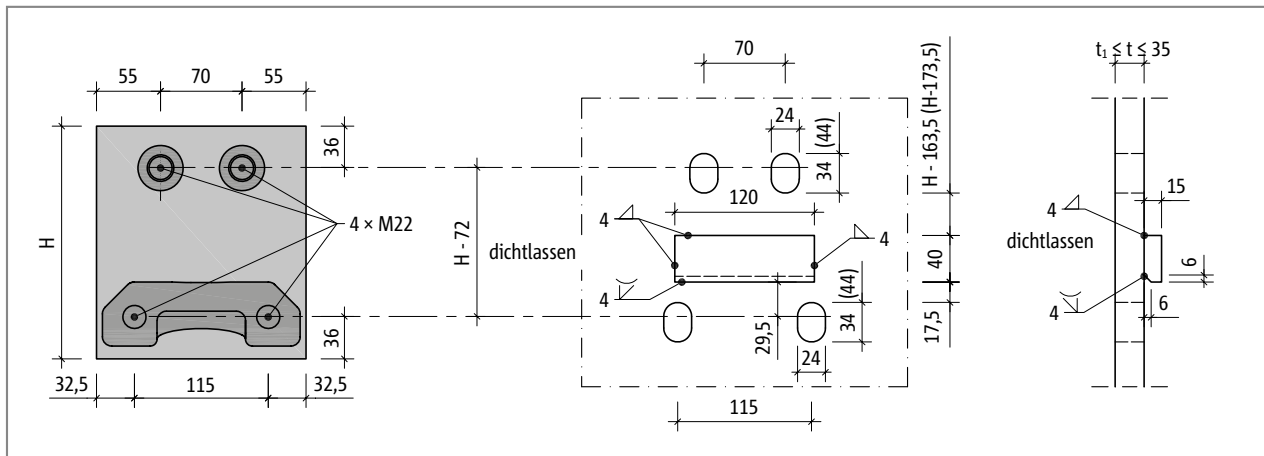 55 70 55
36
H
4 × M22
36
32,5 115 32,5
H - 72
dichtlassen
70
24
34 (44)
120
4
4
4
29,5
34 (44)
24
115
H - 163,5 (H-173,5)
40
17,5
t₁ ≤ t ≤ 35
15
4
dichtlassen
6
4
6